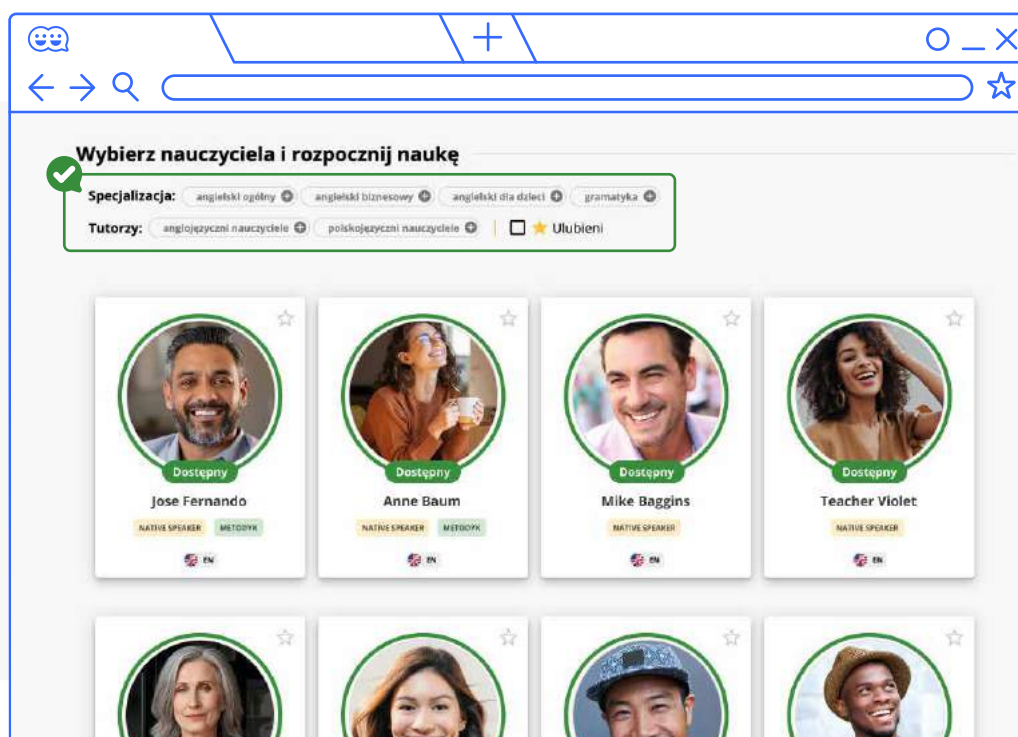 Wybierz nauczyciela i rozpocznij naukę
Specjalizacja: angielski ogólny angielski biznesowy angielski dla dzieci gramatyka
Tutorzy: anglojęzyczni nauczyciele polskojęzyczni nauczyciele Ulubieni
Dostępny Dostępny Dostępny Dostępny
Jose Fernando Anne Baum Mike Baggins Teacher Violet
NATIVE SPEAKER METODYK NATIVE SPEAKER METODYK NATIVE SPEAKER NATIVE SPEAKER
EN EN EN EN